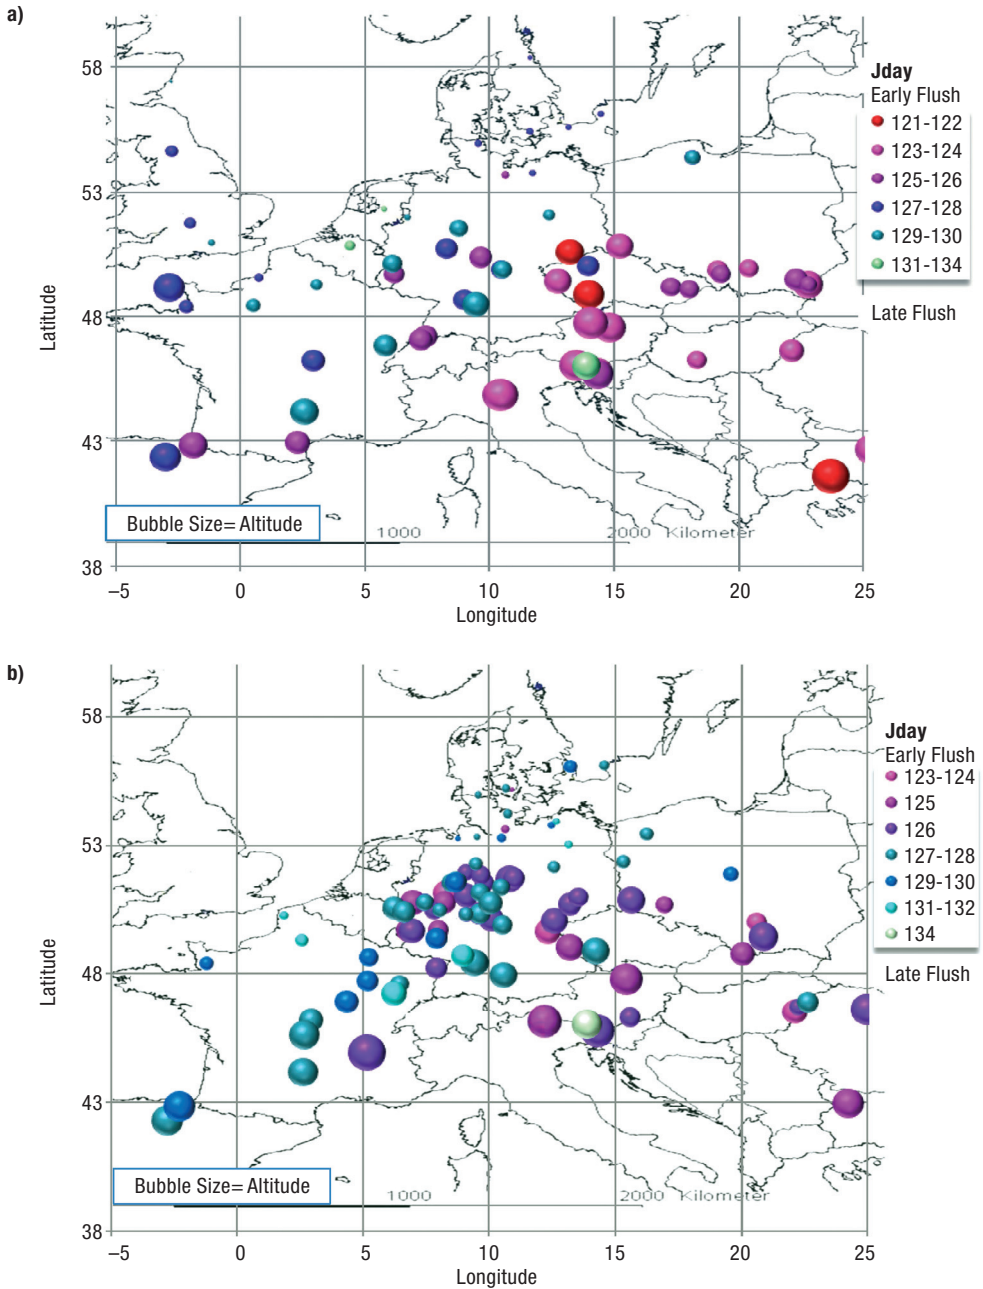 a)
58
53
48
43
38
Latitude
–5
0
5
10
15
20
25
Longitude
Bubble Size= Altitude
1000
2000 Kilometer
Jday
Early Flush
121-122
123-124
125-126
127-128
129-130
131-134
Late Flush
b)
58
53
48
43
38
Latitude
–5
0
5
10
15
20
25
Longitude
Bubble Size= Altitude
1000
2000 Kilometer
Jday
Early Flush
123-124
125
126
127-128
129-130
131-132
134
Late Flush